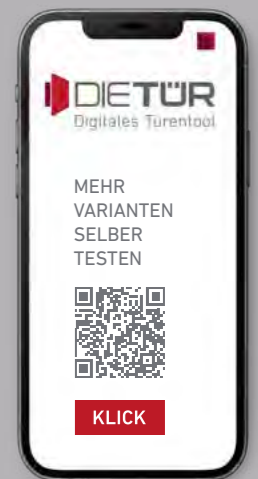 DIETÜR
Digitales Türentool
MEHR
VARIANTEN
SELBER
TESTEN
KLICK